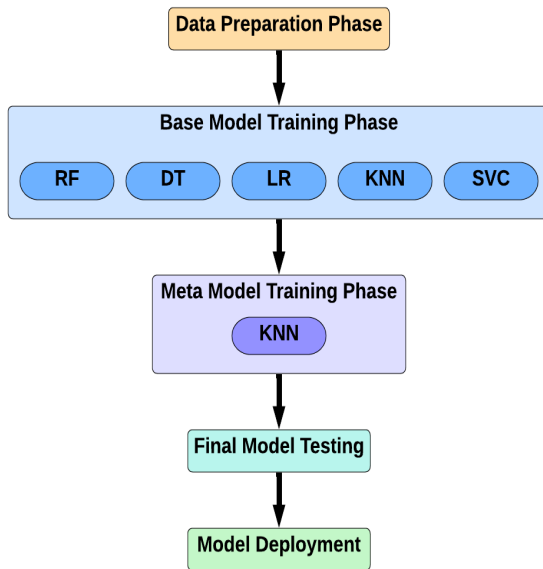 Data Preparation Phase
Base Model Training Phase
RF DT LR KNN SVC
Meta Model Training Phase
KNN
Final Model Testing
Model Deployment